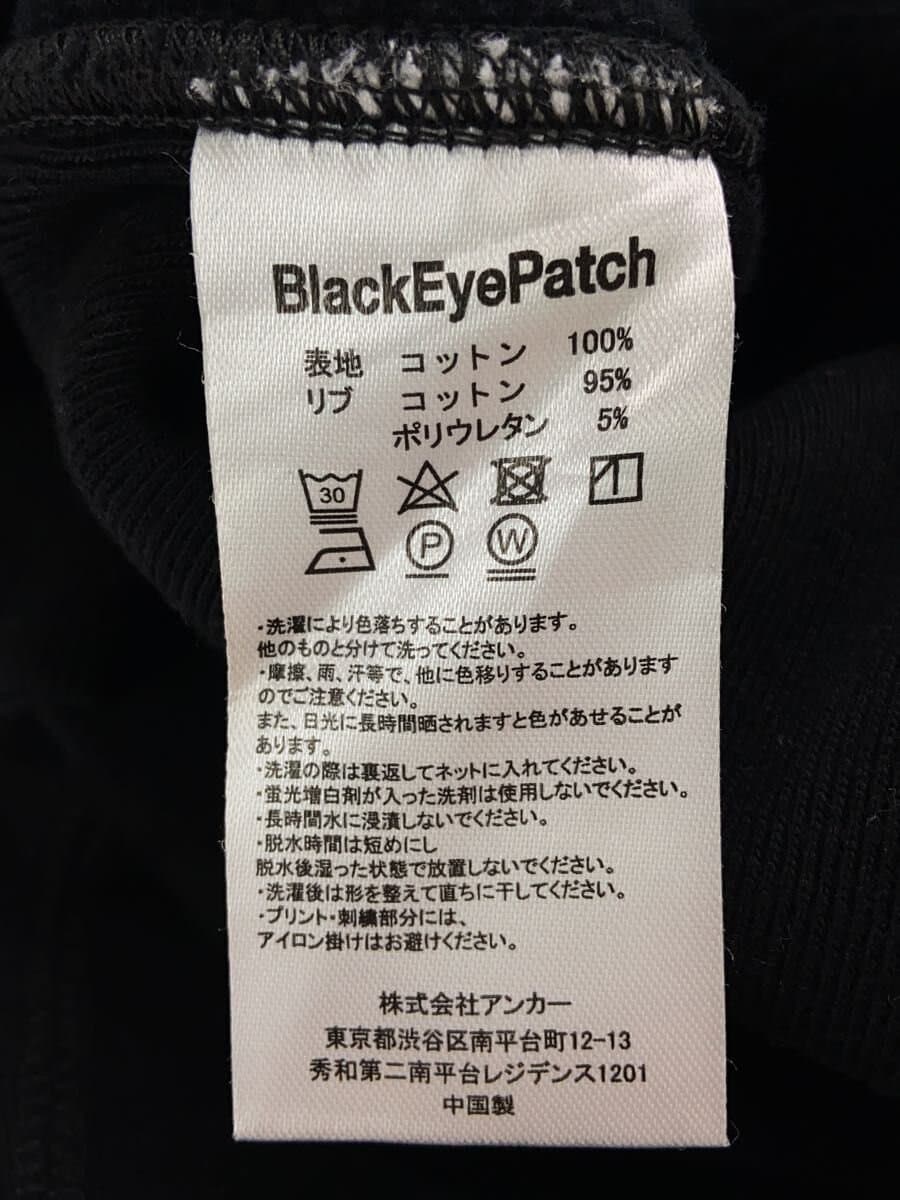 BlackEyePatch
表地 コットン 100%
リブ コットン 95%
ポリウレタン 5%
30
P W
・洗濯により色落ちすることがあります。
他のものと分けて洗ってください。
・摩擦、雨、汗等で、他に色移りすることがあります
のでご注意ください。
また、日光に長時間晒されますと色があせることが
あります。
・洗濯の際は裏返してネットに入れてください。
・蛍光増白剤が入った洗剤は使用しないでください。
・長時間水に浸漬しないでください。
・脱水時間は短めにし
脱水後湿った状態で放置しないでください。
・洗濯後は形を整えて直ちに干してください。
・プリント・刺繍部分には、
アイロン掛けはお避けください。
株式会社アンカー
東京都渋谷区南平台町12-13
秀和第二南平台レジデンス1201
中国製